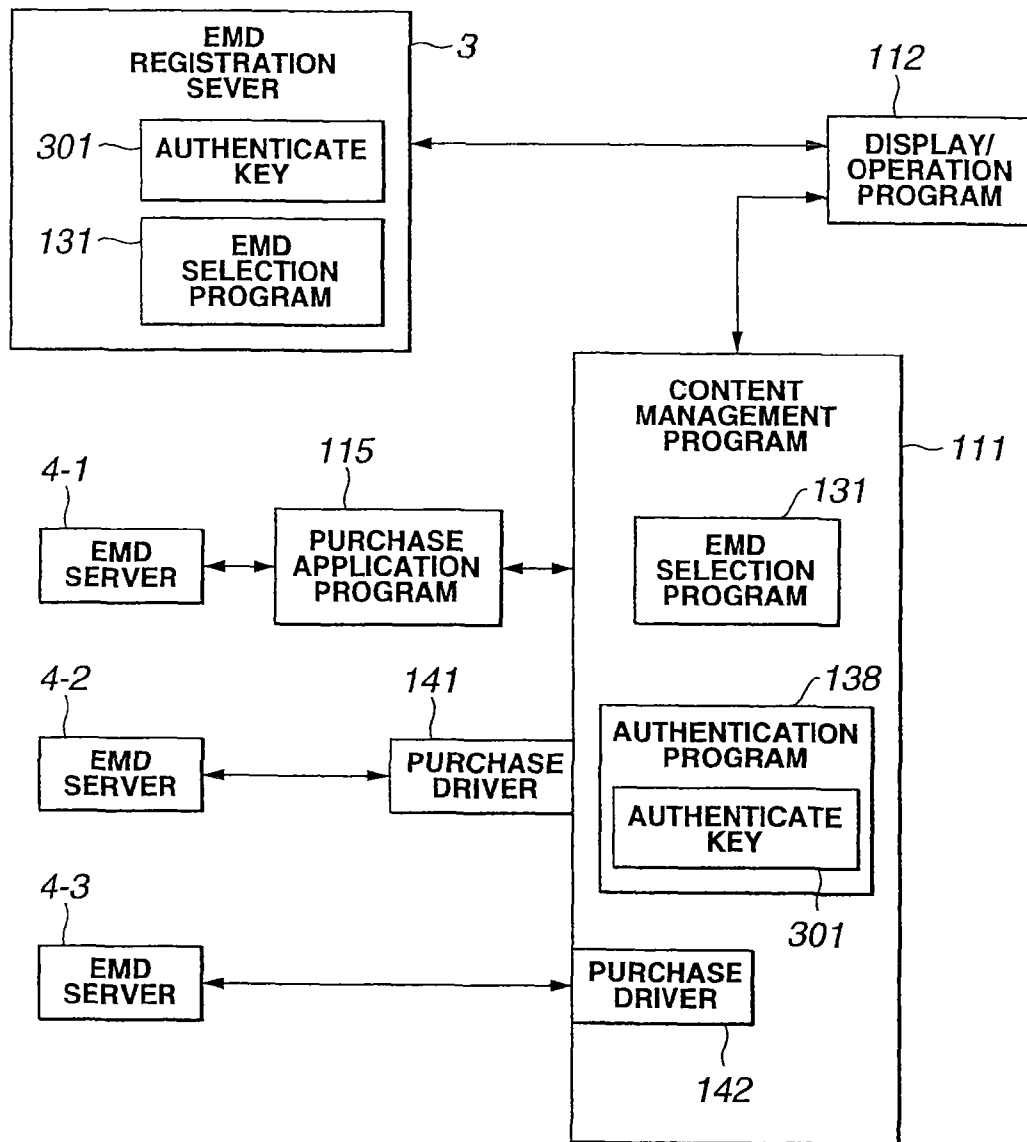 EMD
REGISTRATION
SEVER
3
301
AUTHENTICATE
KEY
131
EMD
SELECTION
PROGRAM
112
DISPLAY/
OPERATION
PROGRAM
CONTENT
MANAGEMENT
PROGRAM
111
4-1
EMD
SERVER
115
PURCHASE
APPLICATION
PROGRAM
131
EMD
SELECTION
PROGRAM
4-2
EMD
SERVER
141
PURCHASE
DRIVER
138
AUTHENTICATION
PROGRAM
AUTHENTICATE
KEY
301
4-3
EMD
SERVER
PURCHASE
DRIVER
142